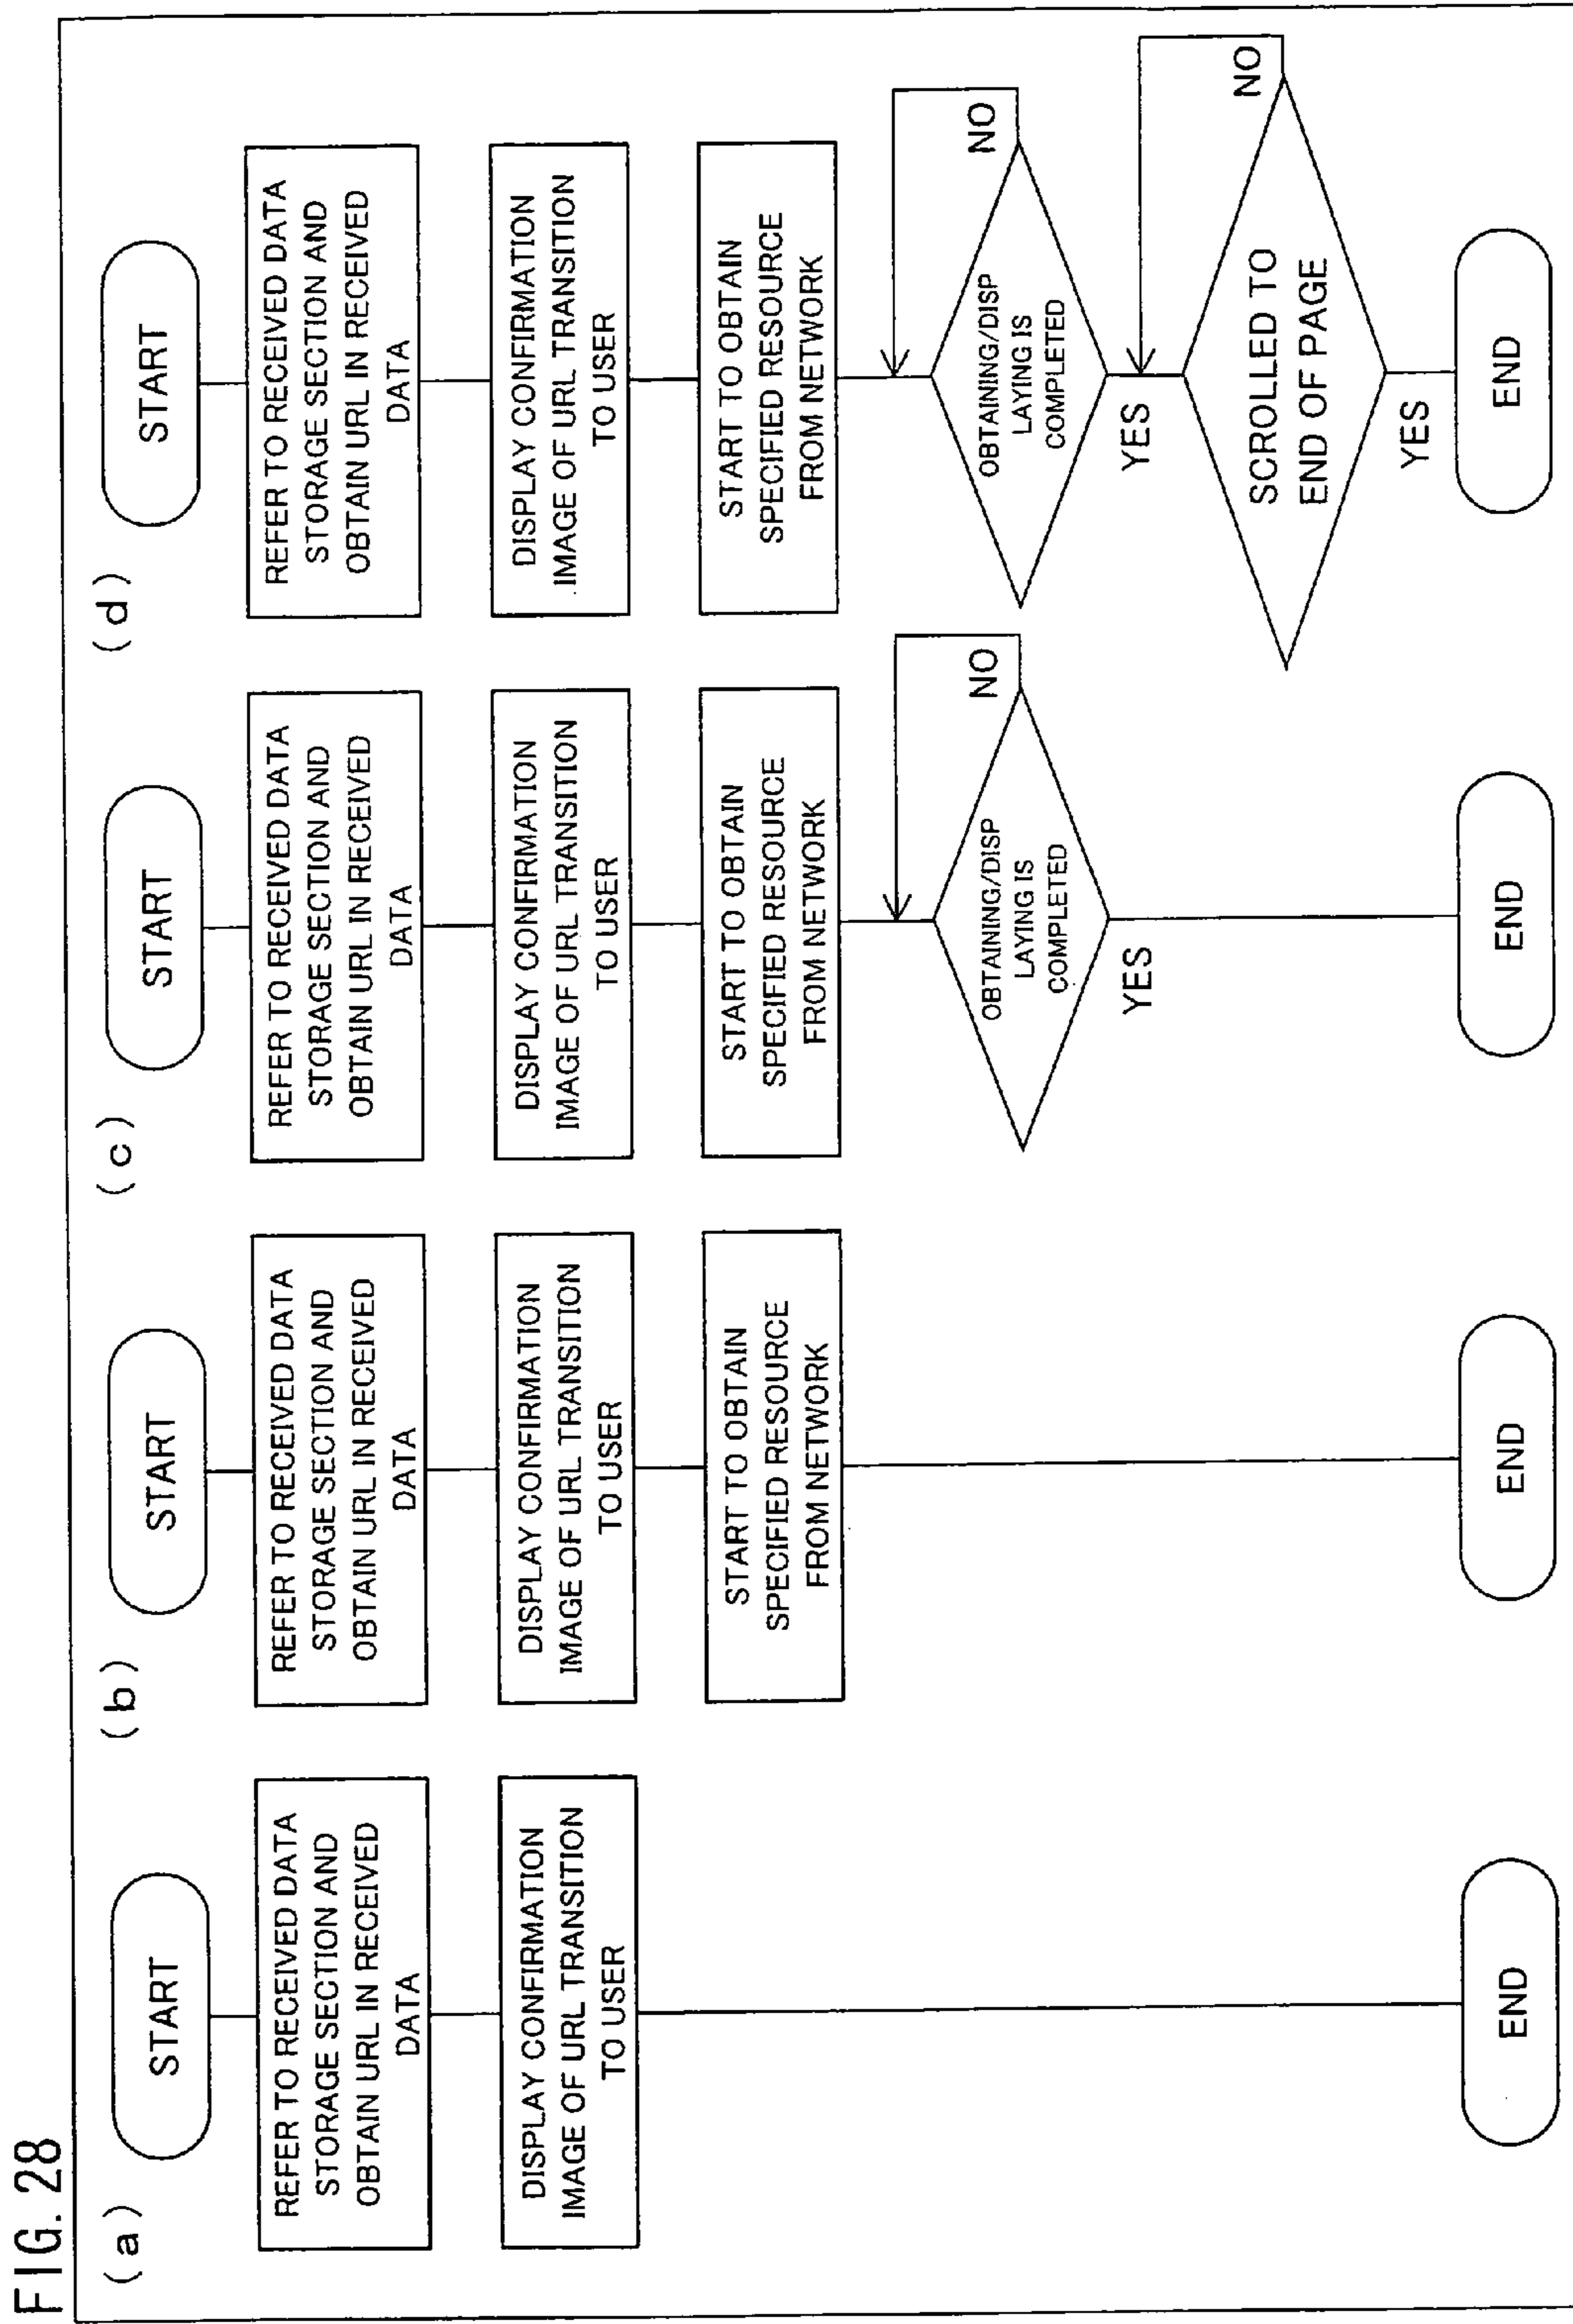 FIG. 28
(a)
START
REFER TO RECEIVED DATA
STORAGE SECTION AND
OBTAIN URL IN RECEIVED
DATA
DISPLAY CONFIRMATION
IMAGE OF URL TRANSITION
TO USER
END
(b)
START
REFER TO RECEIVED DATA
STORAGE SECTION AND
OBTAIN URL IN RECEIVED
DATA
DISPLAY CONFIRMATION
IMAGE OF URL TRANSITION
TO USER
START TO OBTAIN
SPECIFIED RESOURCE
FROM NETWORK
END
(c)
START
REFER TO RECEIVED DATA
STORAGE SECTION AND
OBTAIN URL IN RECEIVED
DATA
DISPLAY CONFIRMATION
IMAGE OF URL TRANSITION
TO USER
START TO OBTAIN
SPECIFIED RESOURCE
FROM NETWORK
OBTAINING/DISP
LAYING IS
COMPLETED
NO
YES
END
(d)
START
REFER TO RECEIVED DATA
STORAGE SECTION AND
OBTAIN URL IN RECEIVED
DATA
DISPLAY CONFIRMATION
IMAGE OF URL TRANSITION
TO USER
START TO OBTAIN
SPECIFIED RESOURCE
FROM NETWORK
OBTAINING/DISP
LAYING IS
COMPLETED
NO
YES
SCROLLED TO
END OF PAGE
NO
YES
END